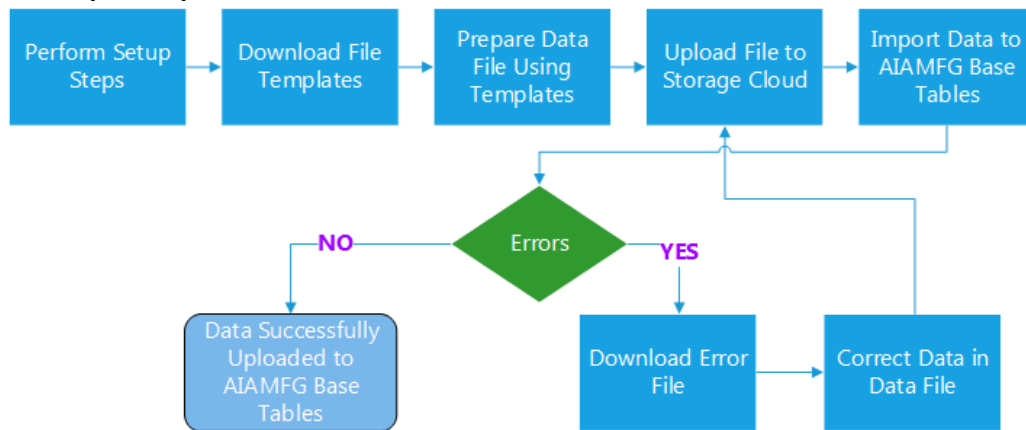 Perform Setup
Steps
Download File
Templates
Prepare Data
File Using
Templates
Upload File to
Storage Cloud
Import Data to
AIAMFG Base
Tables
Errors
NO
YES
Data Successfully
Uploaded to
AIAMFG Base
Tables
Download Error
File
Correct Data in
Data File